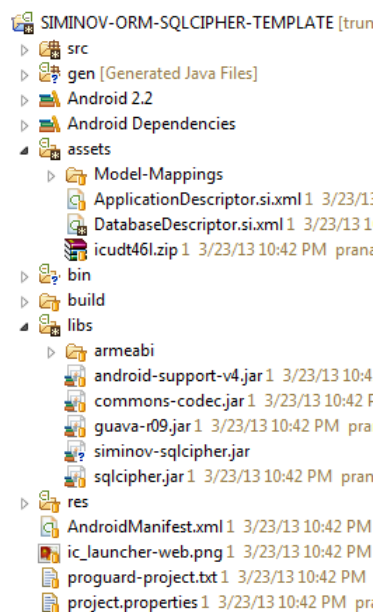 SIMINOV-ORM-SQLCIPHER-TEMPLATE [trun
src
gen [Generated Java Files]
Android 2.2
Android Dependencies
assets
Model-Mappings
ApplicationDescriptor.si.xml 1 3/23/13
DatabaseDescriptor.si.xml 1 3/23/13 1
icudt46l.zip 1 3/23/13 10:42 PM prana
bin
build
libs
armeabi
android-support-v4.jar 1 3/23/13 10:4
commons-codec.jar 1 3/23/13 10:42 P
guava-r09.jar 1 3/23/13 10:42 PM pra
siminov-sqlcipher.jar
sqlcipher.jar 1 3/23/13 10:42 PM pran
res
AndroidManifest.xml 1 3/23/13 10:42 PM
ic_launcher-web.png 1 3/23/13 10:42 PM
proguard-project.txt 1 3/23/13 10:42 PM
project.properties 1 3/23/13 10:42 PM pra